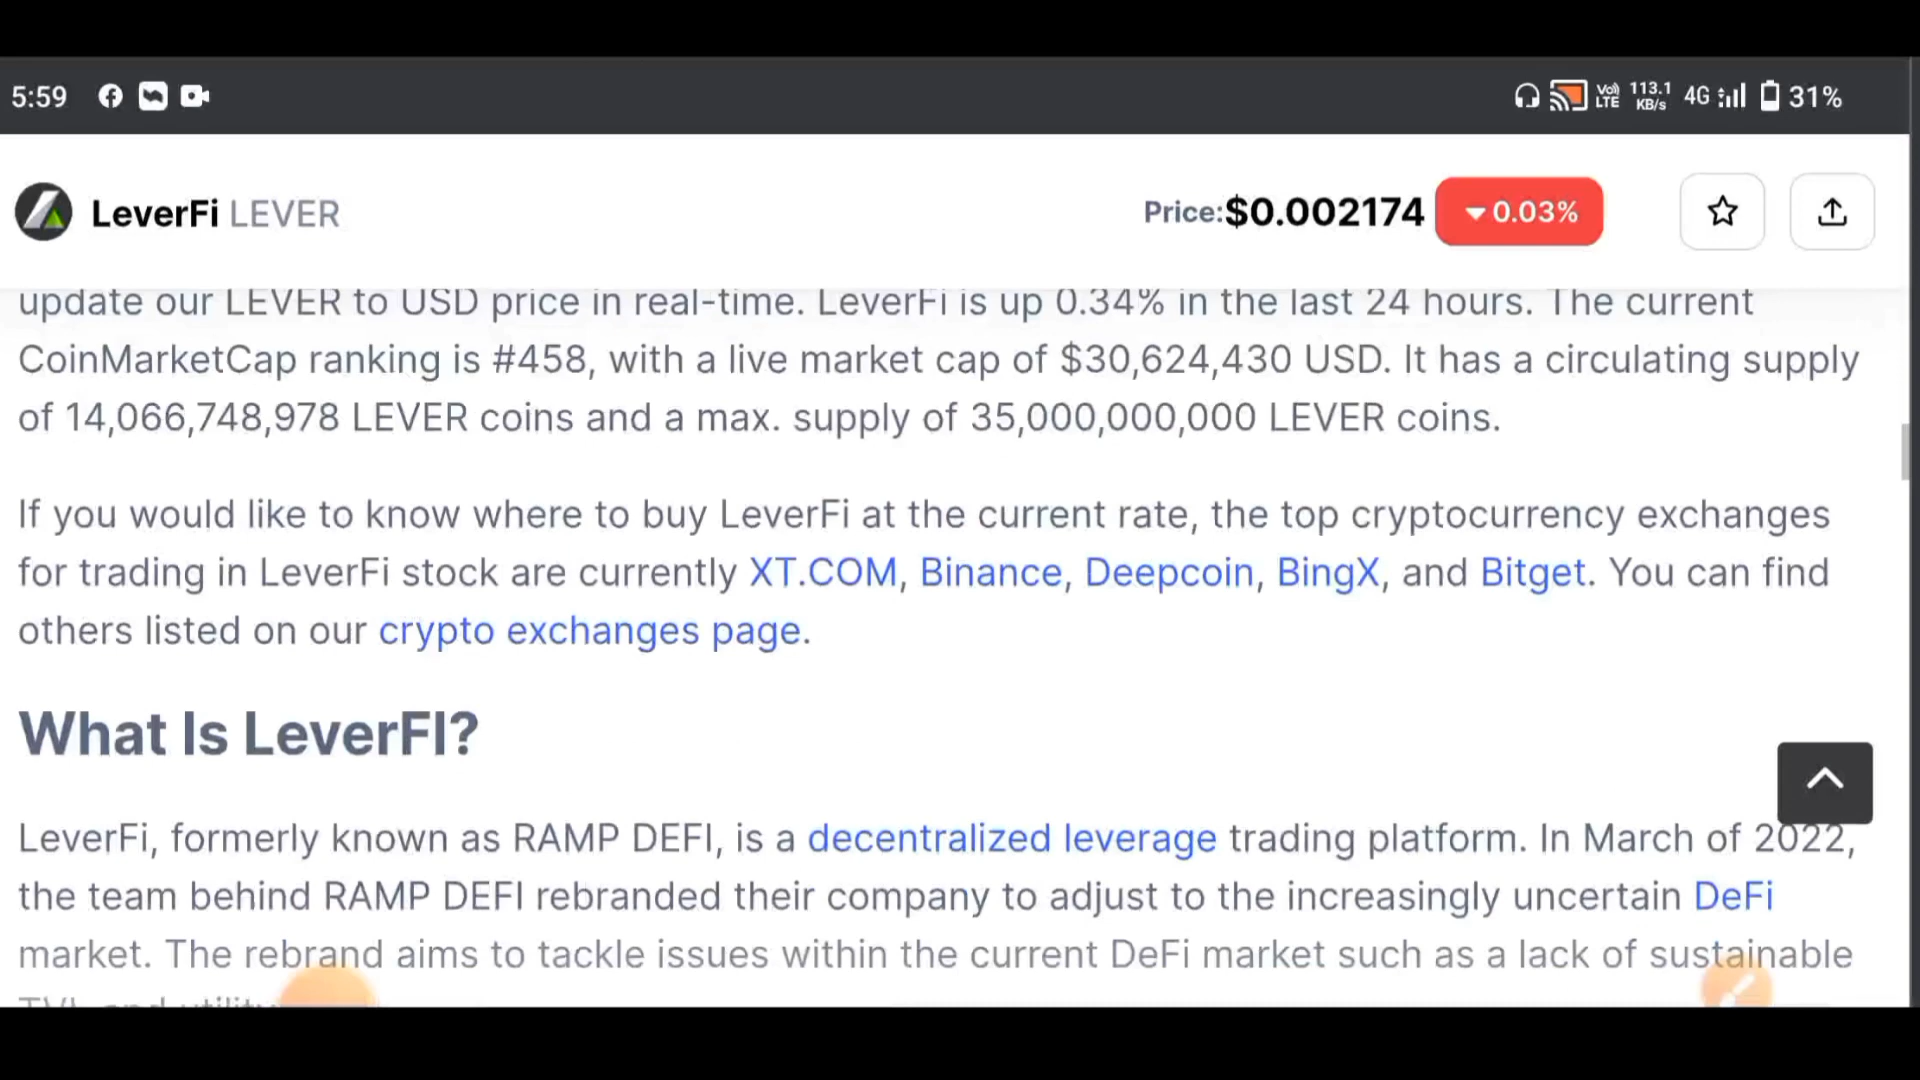 5:59 VoLTE 113.1 KB/s 4G 31%
LeverFi LEVER Price:$0.002174 0.03%
update our LEVER to USD price in real-time. LeverFi is up 0.34% in the last 24 hours. The current
CoinMarketCap ranking is #458, with a live market cap of $30,624,430 USD. It has a circulating supply
of 14,066,748,978 LEVER coins and a max. supply of 35,000,000,000 LEVER coins.
If you would like to know where to buy LeverFi at the current rate, the top cryptocurrency exchanges
for trading in LeverFi stock are currently XT.COM, Binance, Deepcoin, BingX, and Bitget. You can find
others listed on our crypto exchanges page.
What Is LeverFI?
LeverFi, formerly known as RAMP DEFI, is a decentralized leverage trading platform. In March of 2022,
the team behind RAMP DEFI rebranded their company to adjust to the increasingly uncertain DeFi
market. The rebrand aims to tackle issues within the current DeFi market such as a lack of sustainable
TVL and utility